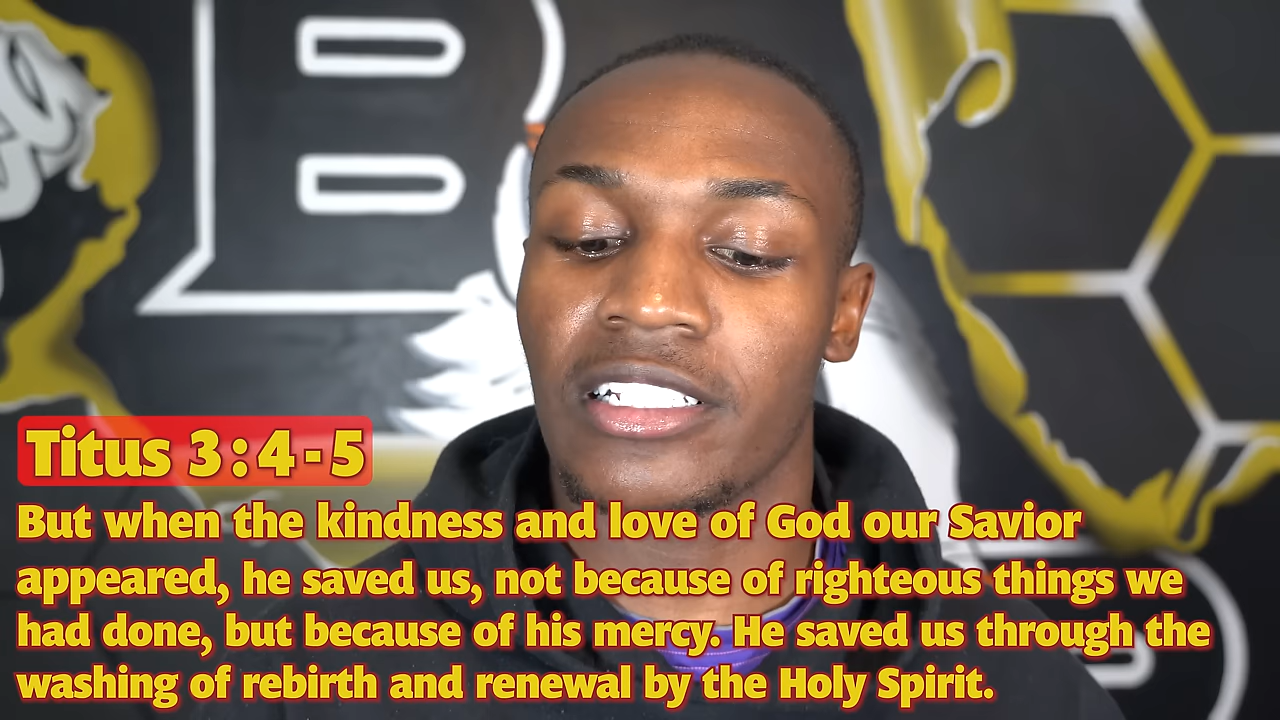 Titus 3:4-5
But when the kindness and love of God our Savior
appeared, he saved us, not because of righteous things we
had done, but because of his mercy. He saved us through the
washing of rebirth and renewal by the Holy Spirit.